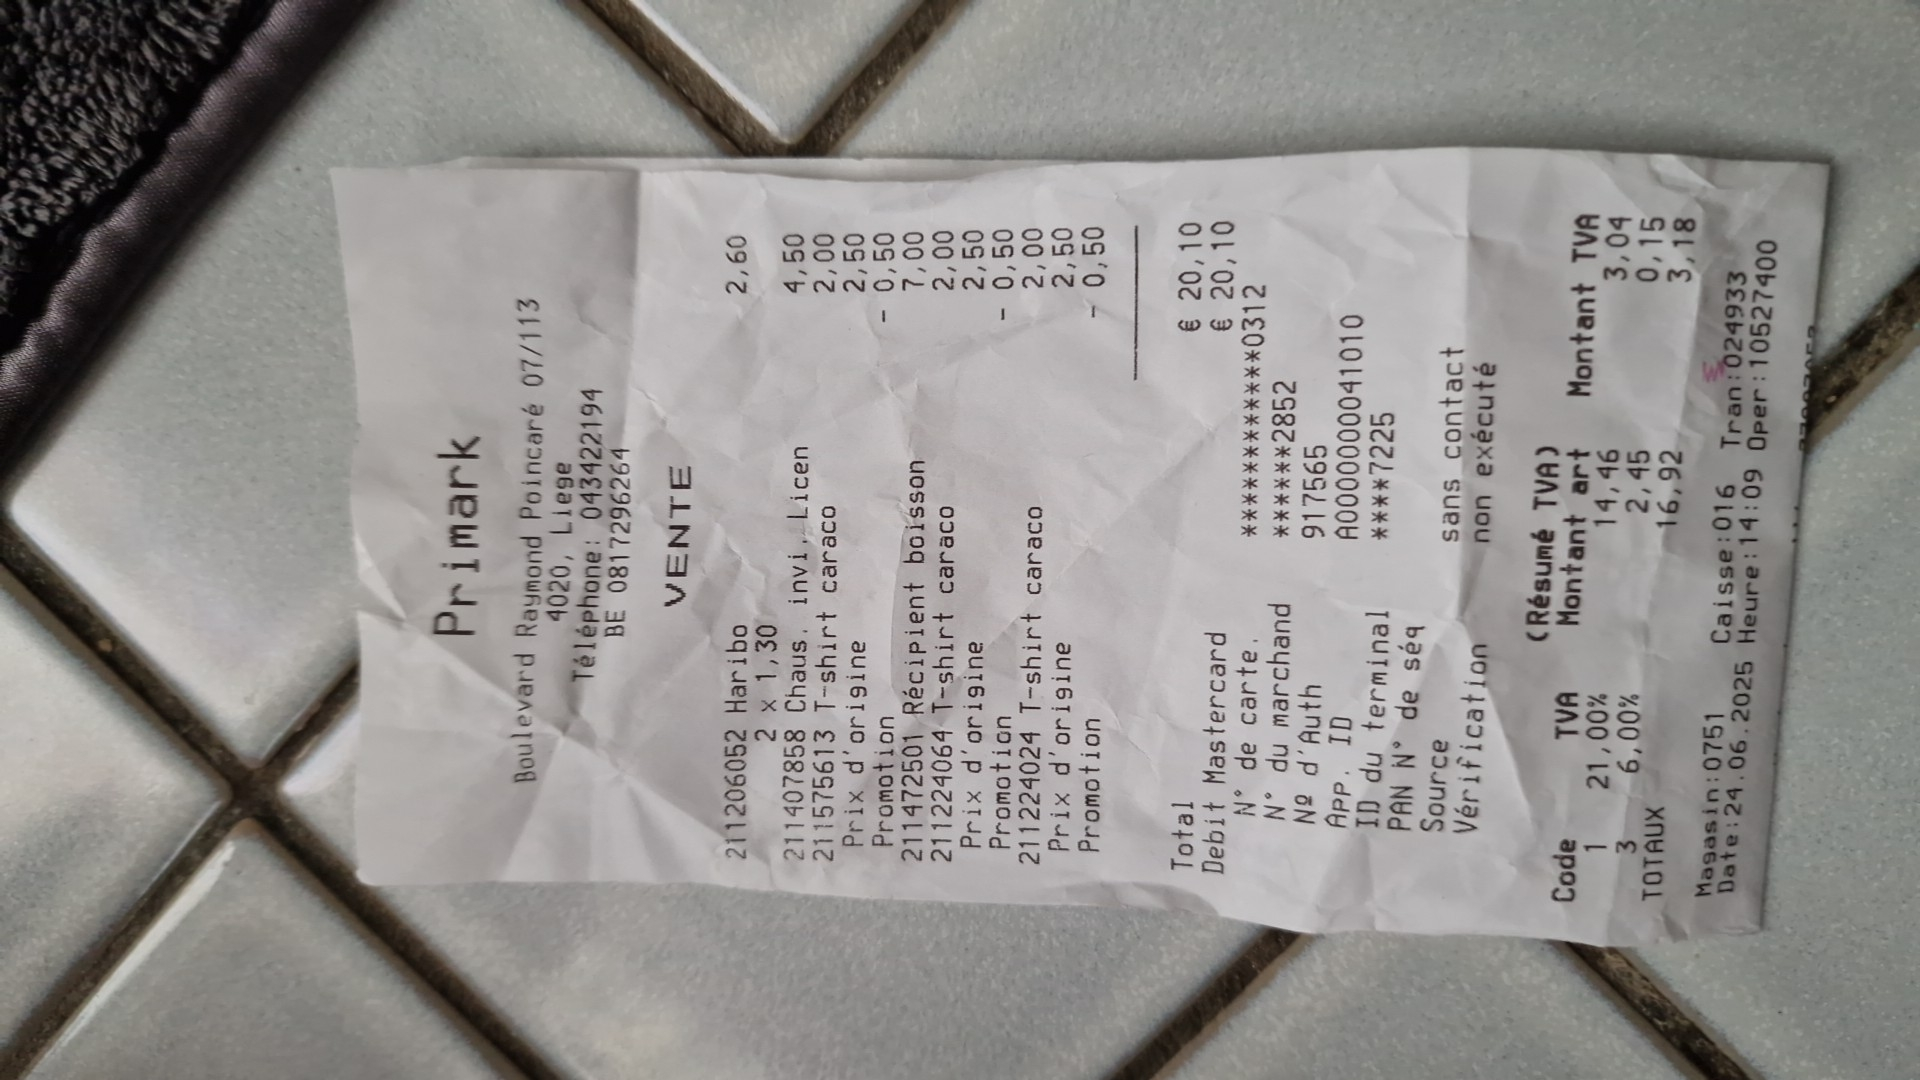 Primark
Boulevard Raymond Poincaré 07/113
4020, Liege
Téléphone: 043422194
BE 0817296264
VENTE
211206052 Haribo 2,60
2 x 1,30
211407858 Chaus. invi. Licen 4,50
211575613 T-shirt caraco 2,00
Prix d'origine 2,50
Promotion - 0,50
211472501 Récipient boisson 7,00
211224064 T-shirt caraco 2,00
Prix d'origine 2,50
Promotion - 0,50
211224024 T-shirt caraco 2,00
Prix d'origine 2,50
Promotion - 0,50
Total € 20,10
Debit Mastercard € 20,10
N° de carte. ************0312
N° du marchand ******2852
Nº d'Auth 917565
APP. ID A0000000041010
ID du terminal ****7225
PAN N° de séq
Source sans contact
Vérification non exécuté
(Résumé TVA)
Code TVA Montant art Montant TVA
1 21,00% 14,46 3,04
3 6,00% 2,45 0,15
TOTAUX 16,92 3,18
Magasin:0751 Caisse:016 Tran:024933
Date:24.06.2025 Heure:14:09 Oper:10527400